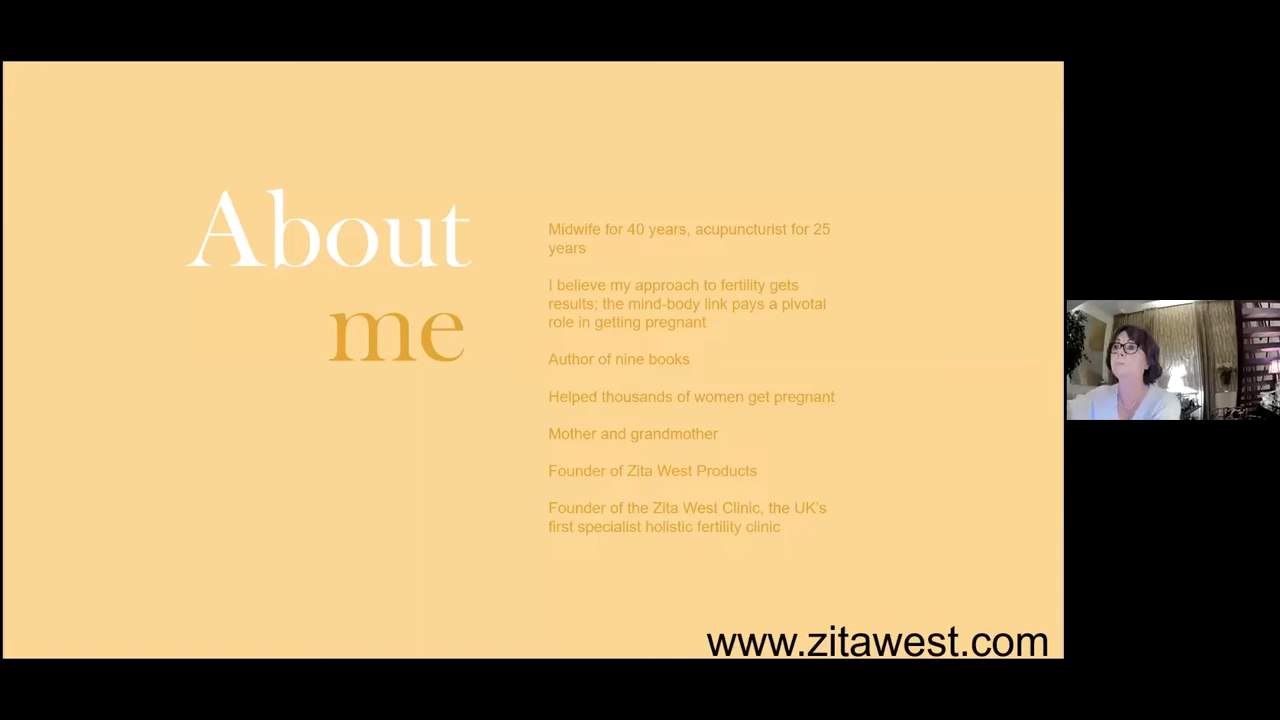 About
me
Midwife for 40 years, acupuncturist for 25
years
I believe my approach to fertility gets
results; the mind-body link pays a pivotal
role in getting pregnant
Author of nine books
Helped thousands of women get pregnant
Mother and grandmother
Founder of Zita West Products
Founder of the Zita West Clinic, the UK's
first specialist holistic fertility clinic
www.zitawest.com